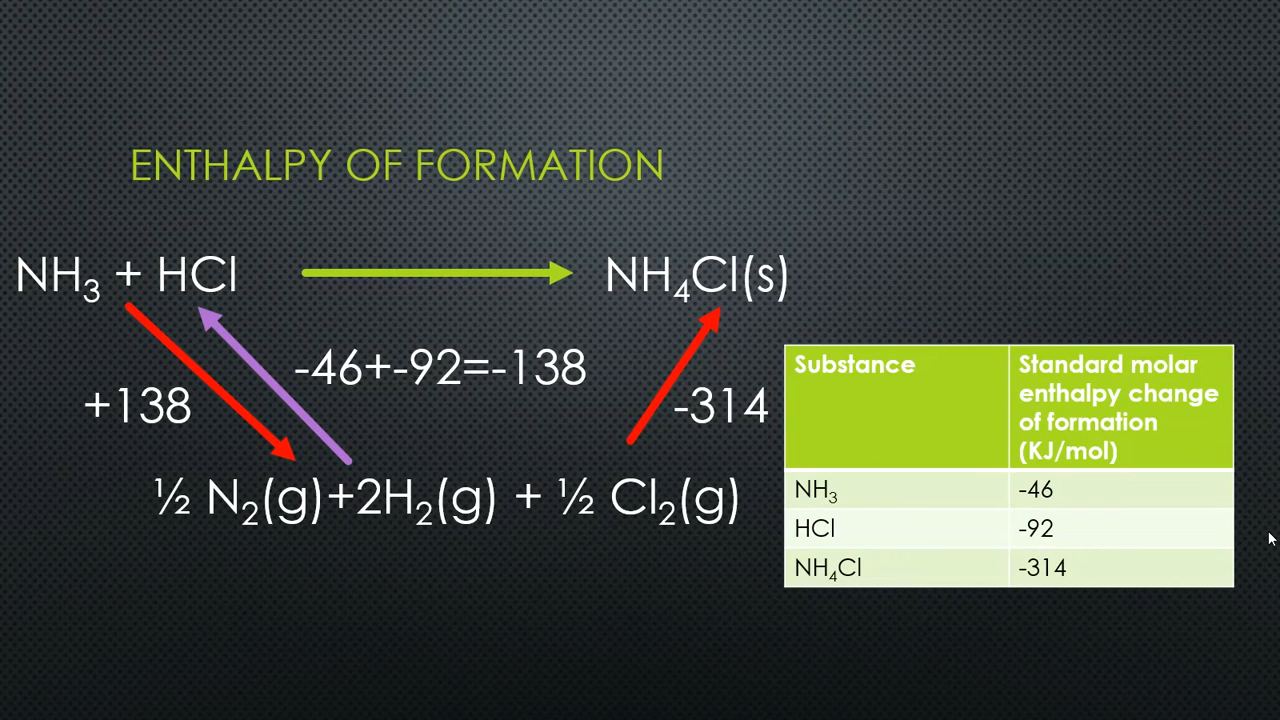 ENTHALPY OF FORMATION
NH₃ + HCl
NH₄Cl(s)
-46+-92=-138
+138
-314
½ N₂(g)+2H₂(g) + ½ Cl₂(g)
Substance
Standard molar
enthalpy change
of formation
(KJ/mol)
NH₃ -46
HCl -92
NH₄Cl -314